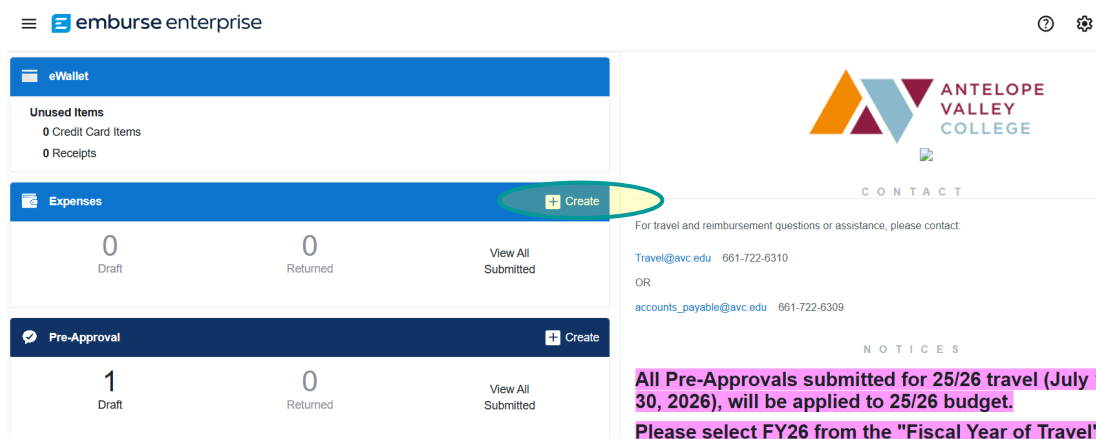 emburse enterprise
eWallet
Unused Items
0 Credit Card Items
0 Receipts
Expenses
Create
0
Draft
0
Returned
View All
Submitted
Pre-Approval
Create
1
Draft
0
Returned
View All
Submitted
ANTELOPE
VALLEY
COLLEGE
CONTACT
For travel and reimbursement questions or assistance, please contact:
Travel@avc.edu 661-722-6310
OR
accounts_payable@avc.edu 661-722-6309
NOTICES
All Pre-Approvals submitted for 25/26 travel (July
30, 2026), will be applied to 25/26 budget.
Please select FY26 from the "Fiscal Year of Travel"